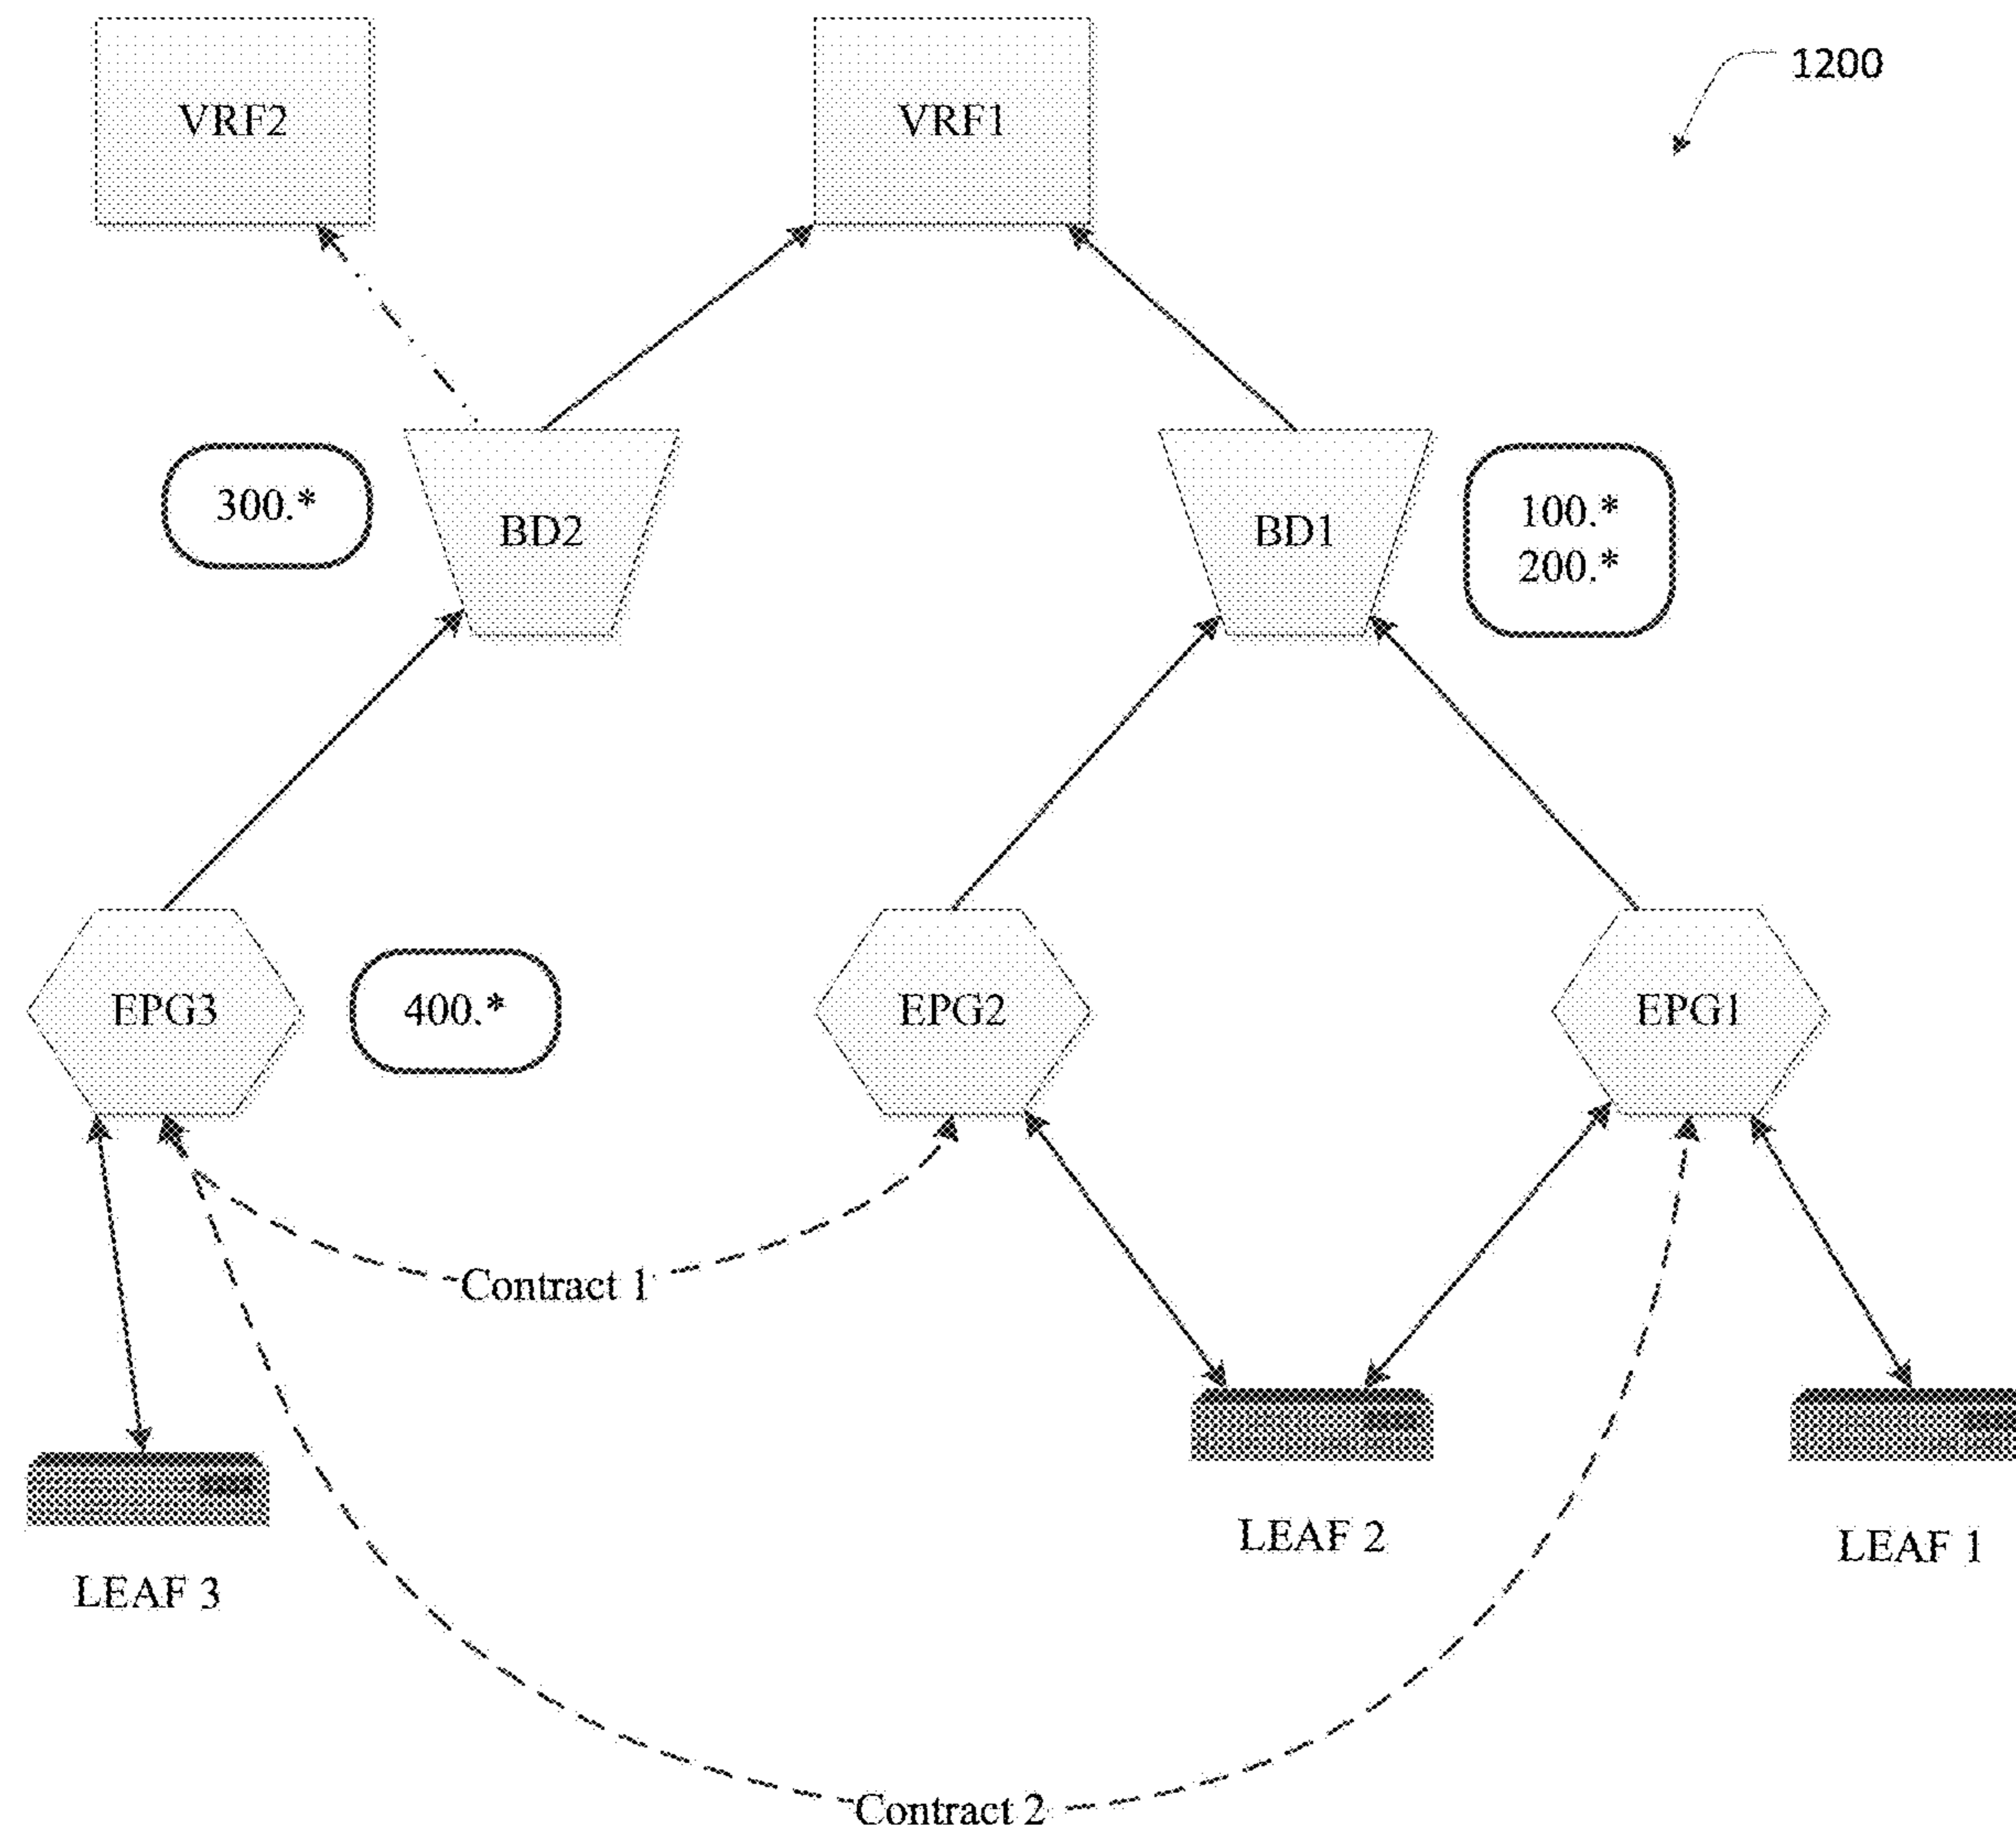 1200
VRF2
VRF1
300.*
BD2
BD1
100.*
200.*
EPG3
400.*
EPG2
EPG1
Contract 1
LEAF 2
LEAF 1
LEAF 3
Contract 2